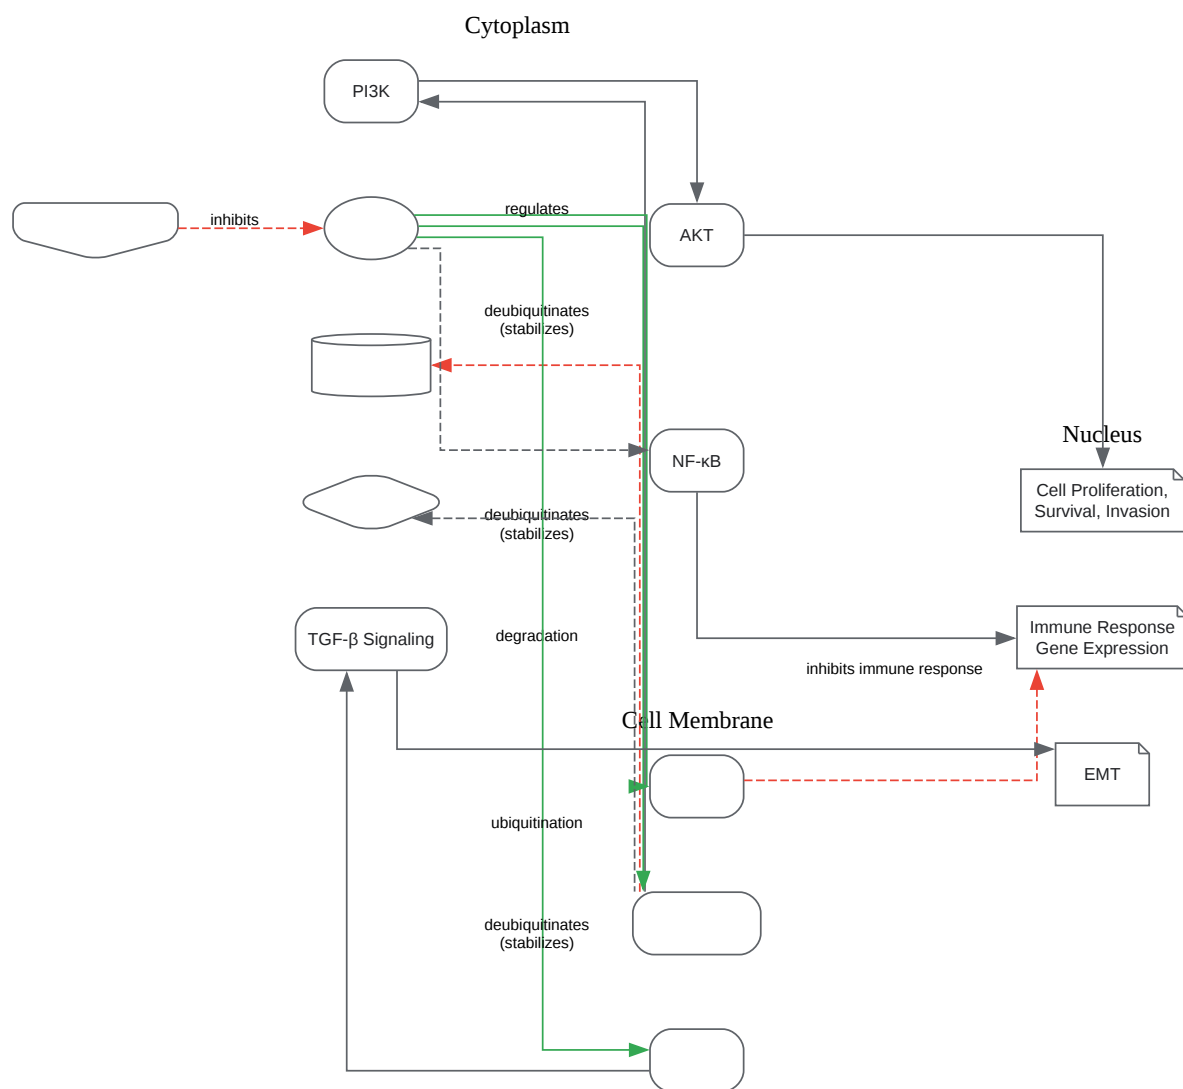 Cytoplasm
PI3K
inhibits
regulates
AKT
deubiquitinates
(stabilizes)
Nucleus
NF-κB
Cell Proliferation,
Survival, Invasion
deubiquitinates
(stabilizes)
TGF-β Signaling
degradation
Immune Response
Gene Expression
inhibits immune response
Cell Membrane
EMT
ubiquitination
deubiquitinates
(stabilizes)